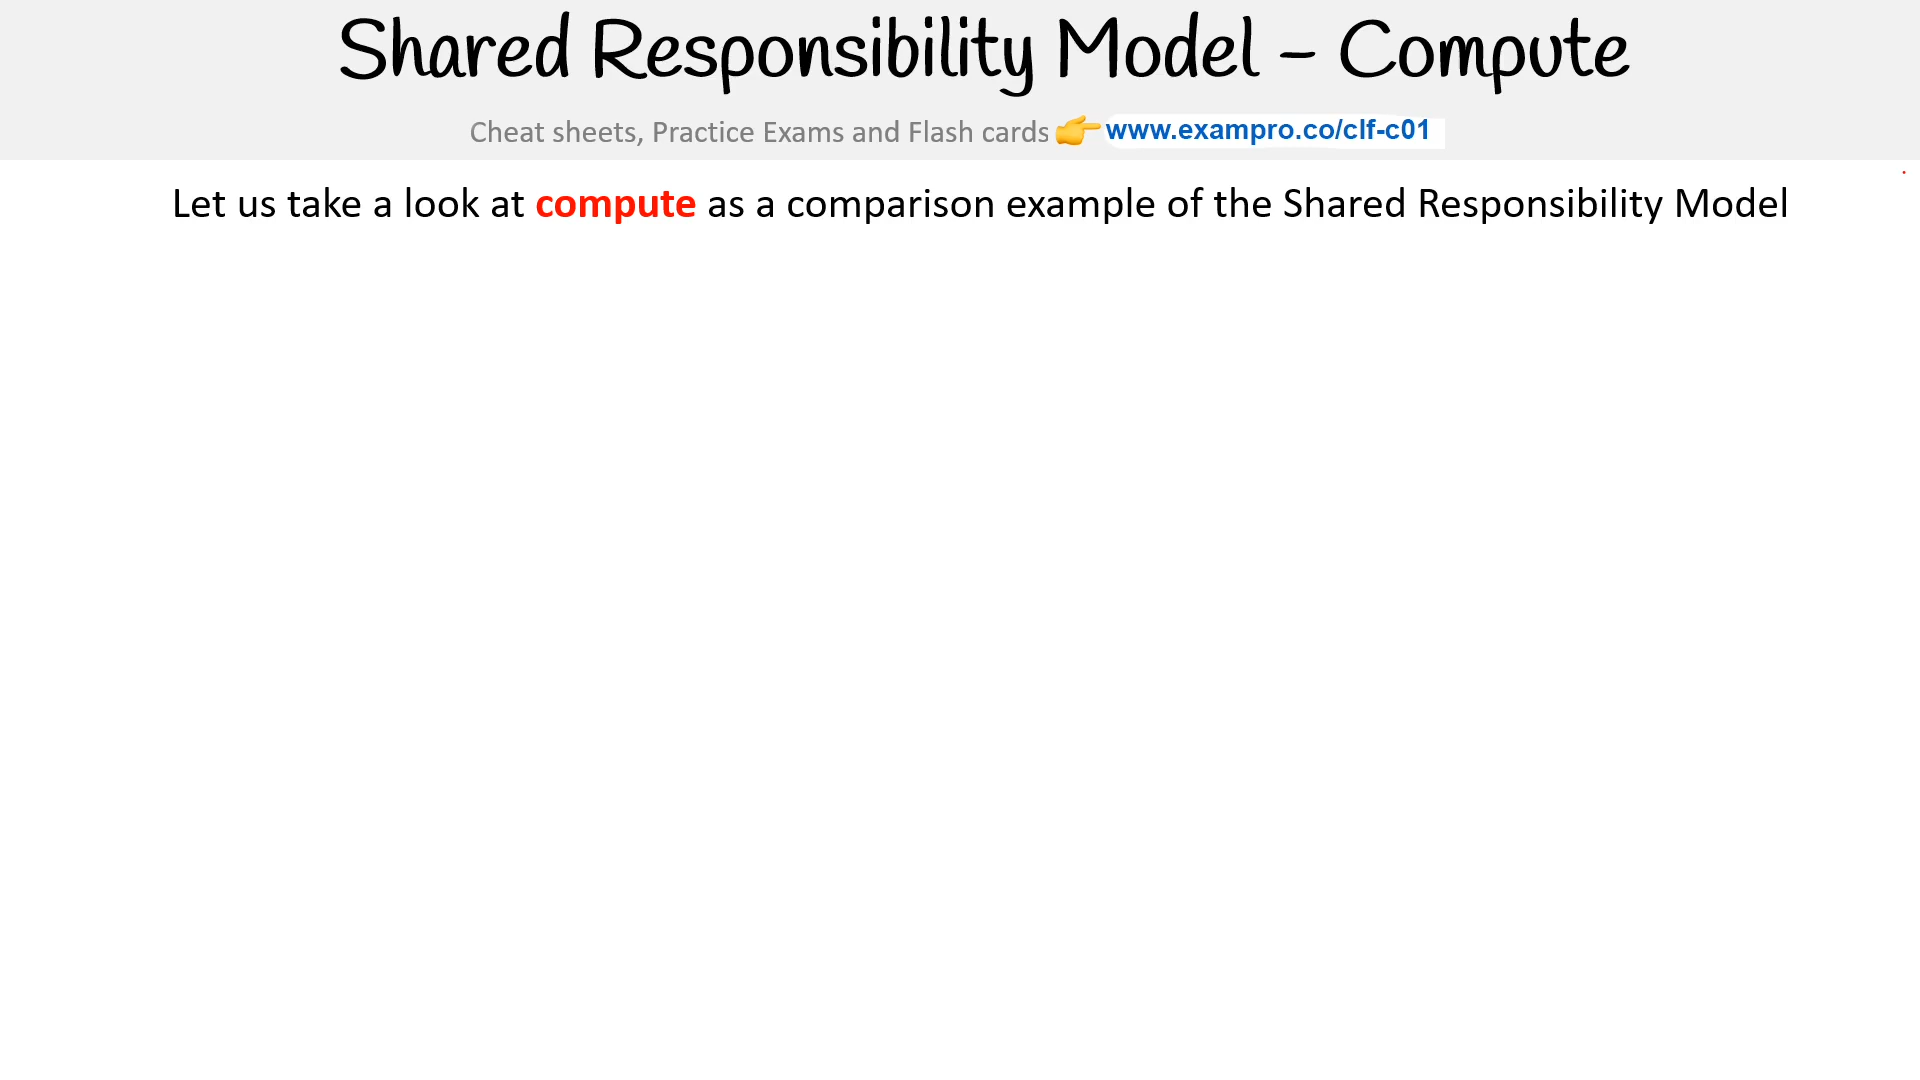 Shared Responsibility Model – Compute
Cheat sheets, Practice Exams and Flash cards 👉 www.exampro.co/clf-c01
Let us take a look at compute as a comparison example of the Shared Responsibility Model